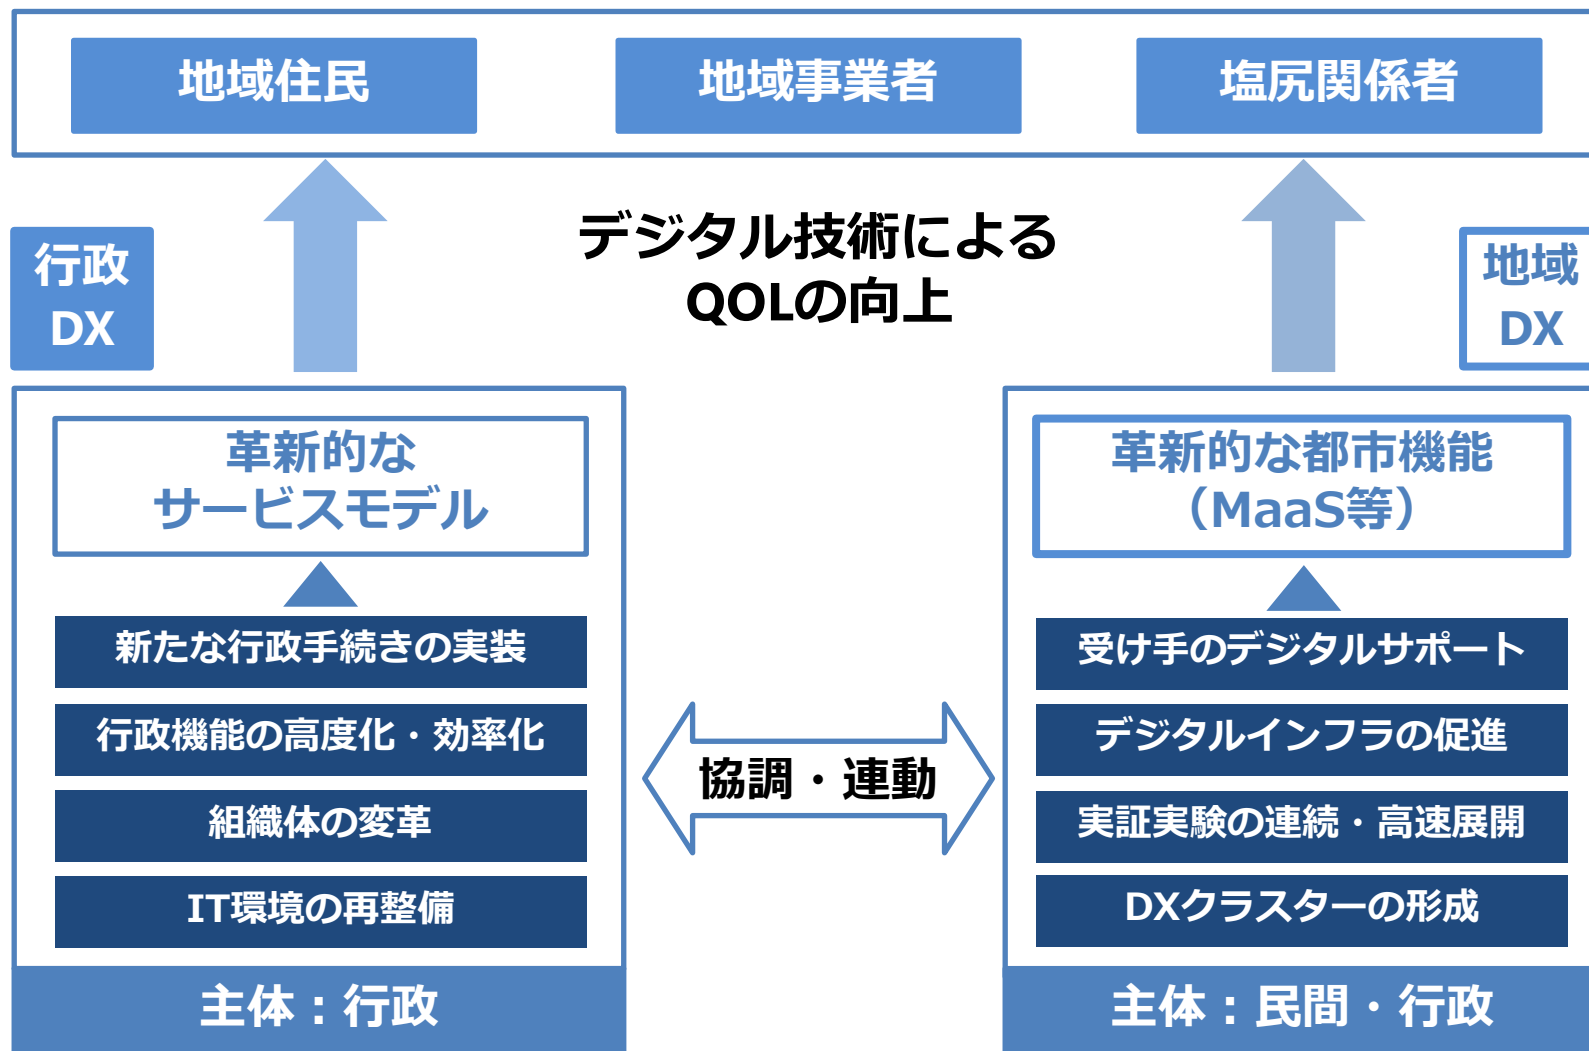 地域住民
地域事業者
塩尻関係者
デジタル技術による
QOLの向上
行政
DX
地域
DX
革新的な
サービスモデル
新たな行政手続きの実装
行政機能の高度化・効率化
組織体の変革
IT環境の再整備
主体：行政
協調・連動
革新的な都市機能
（MaaS等）
受け手のデジタルサポート
デジタルインフラの促進
実証実験の連続・高速展開
DXクラスターの形成
主体：民間・行政